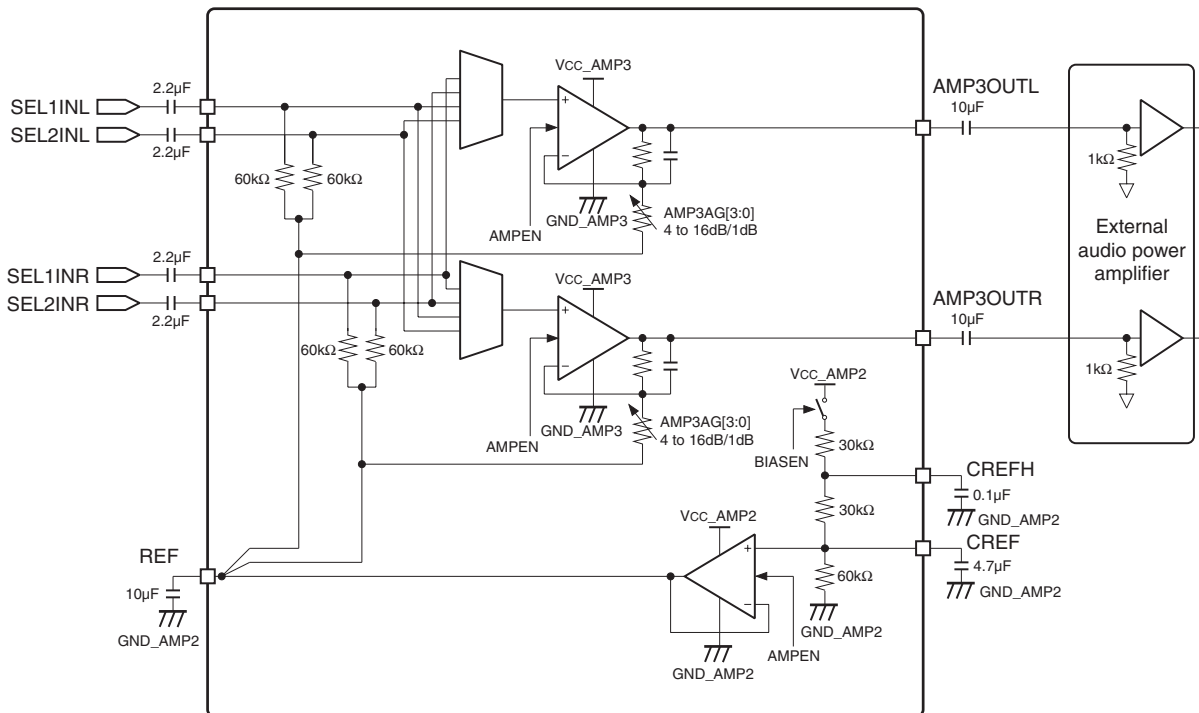 SEL1INL
2.2µF
SEL2INL
2.2µF
60kΩ
60kΩ
VCC_AMP3
+
−
GND_AMP3
AMPEN
AMP3AG[3:0]
4 to 16dB/1dB
AMP3OUTL
10µF
1kΩ
External
audio power
amplifier
SEL1INR
2.2µF
SEL2INR
2.2µF
60kΩ
60kΩ
VCC_AMP3
+
−
GND_AMP3
AMPEN
AMP3AG[3:0]
4 to 16dB/1dB
AMP3OUTR
10µF
1kΩ
VCC_AMP2
BIASEN
30kΩ
CREFH
0.1µF
GND_AMP2
30kΩ
CREF
4.7µF
GND_AMP2
60kΩ
GND_AMP2
VCC_AMP2
+
−
GND_AMP2
AMPEN
REF
10µF
GND_AMP2